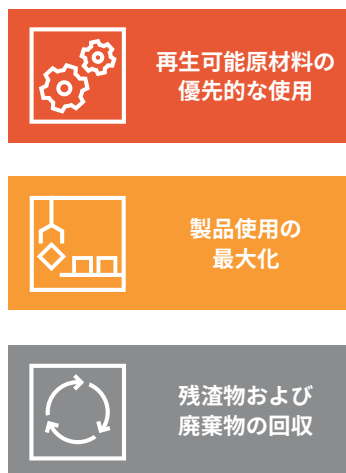 再生可能原材料の
優先的な使用
製品使用の
最大化
残渣物および
廃棄物の回収